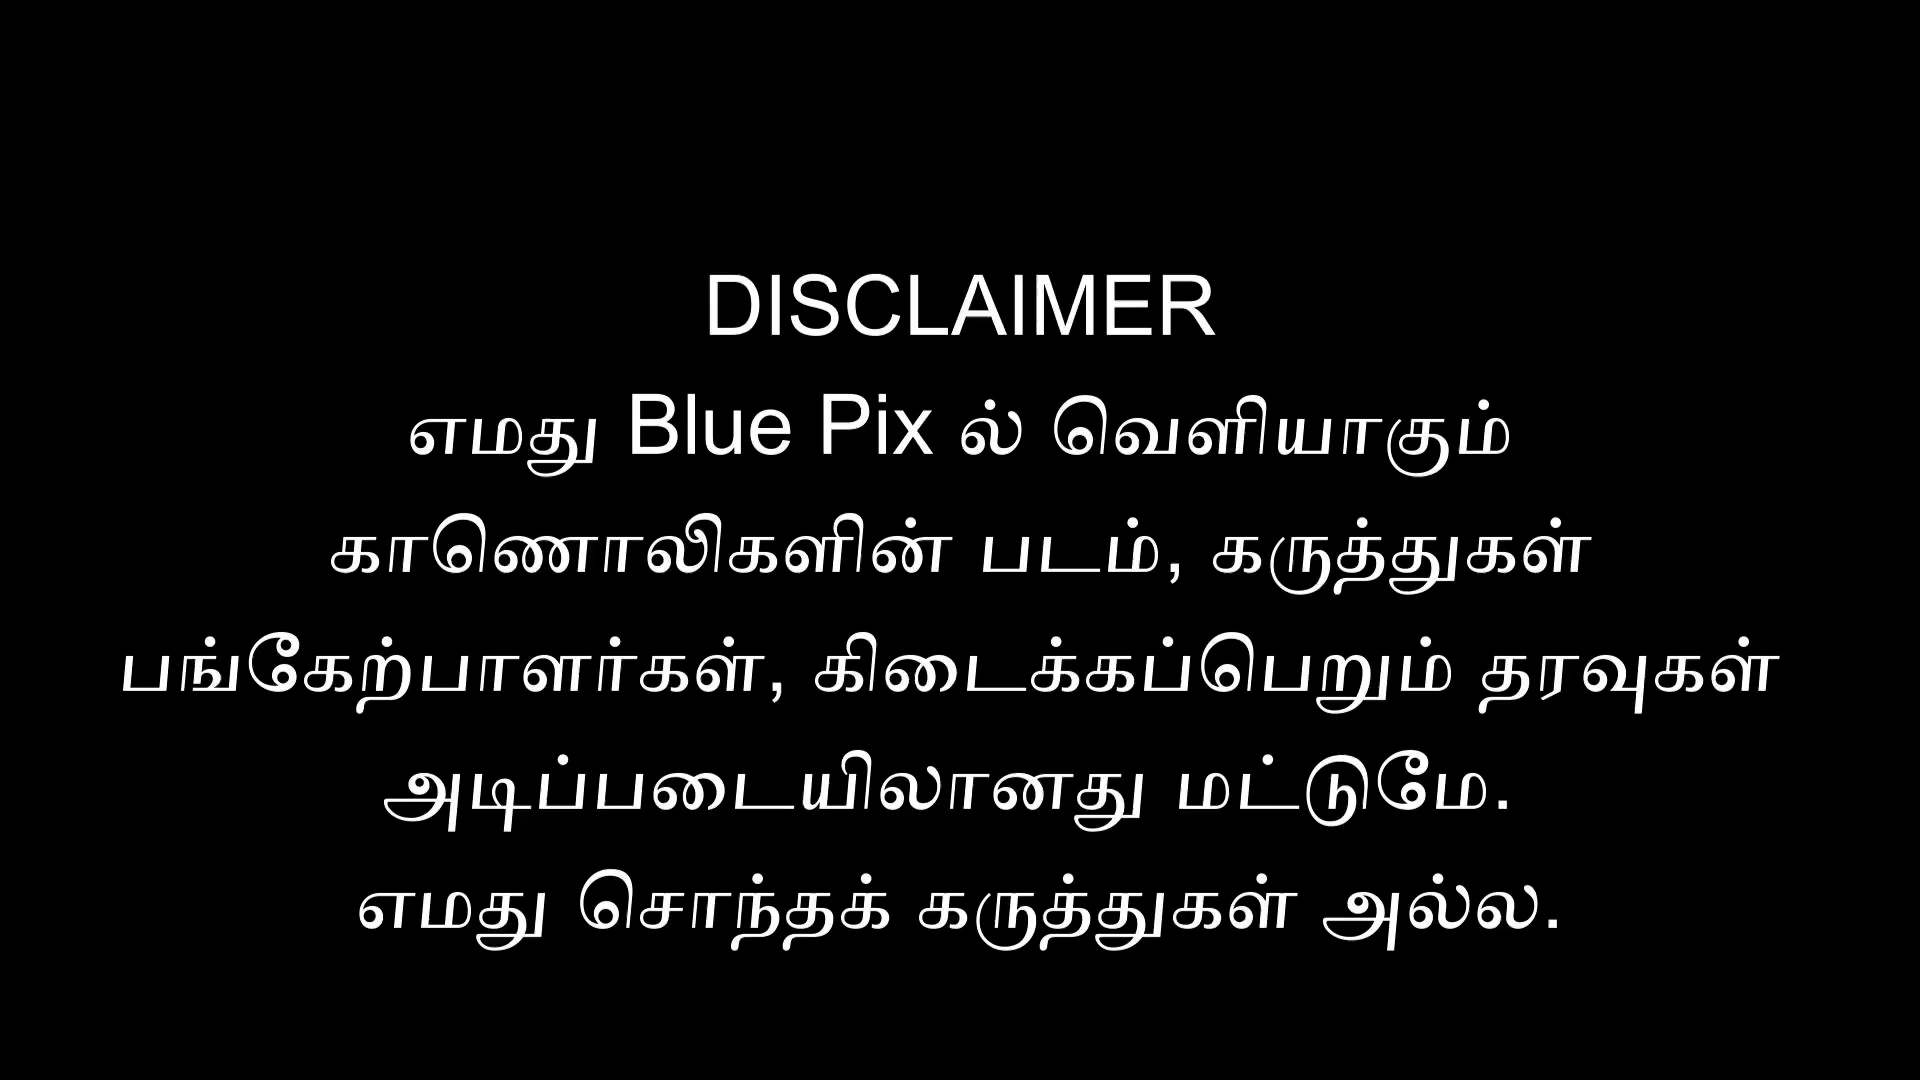 DISCLAIMER
எமது Blue Pix ல் வெளியாகும்
காணொலிகளின் படம், கருத்துகள்
பங்கேற்பாளர்கள், கிடைக்கப்பெறும் தரவுகள்
அடிப்படையிலானது மட்டுமே.
எமது சொந்தக் கருத்துகள் அல்ல.